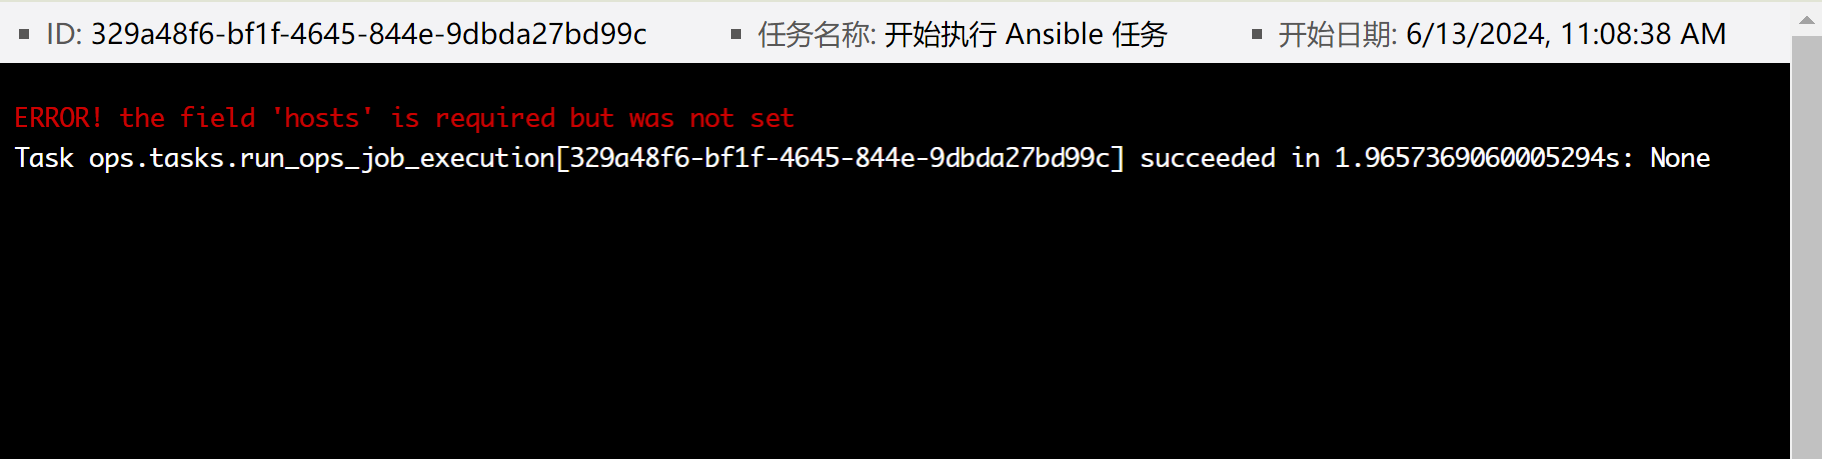 ID: 329a48f6-bf1f-4645-844e-9dbda27bd99c 任务名称: 开始执行 Ansible 任务 开始日期: 6/13/2024, 11:08:38 AM
ERROR! the field 'hosts' is required but was not set
Task ops.tasks.run_ops_job_execution[329a48f6-bf1f-4645-844e-9dbda27bd99c] succeeded in 1.9657369060005294s: None